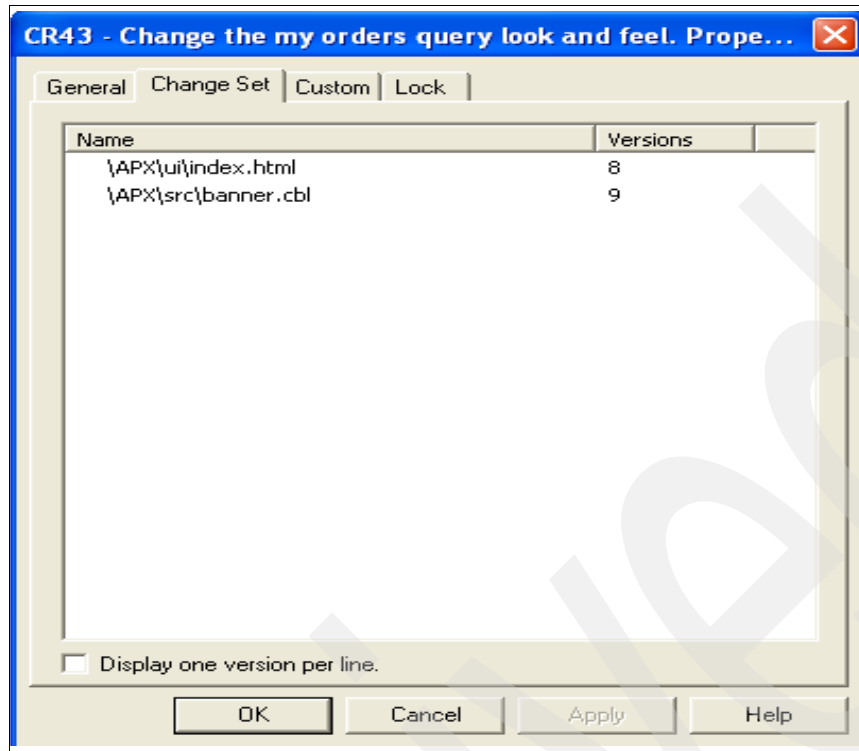 CR43 - Change the my orders query look and feel. Prope...
General Change Set Custom Lock
Name Versions
\APX\ui\index.html 8
\APX\src\banner.cbl 9
Display one version per line.
OK Cancel Apply Help